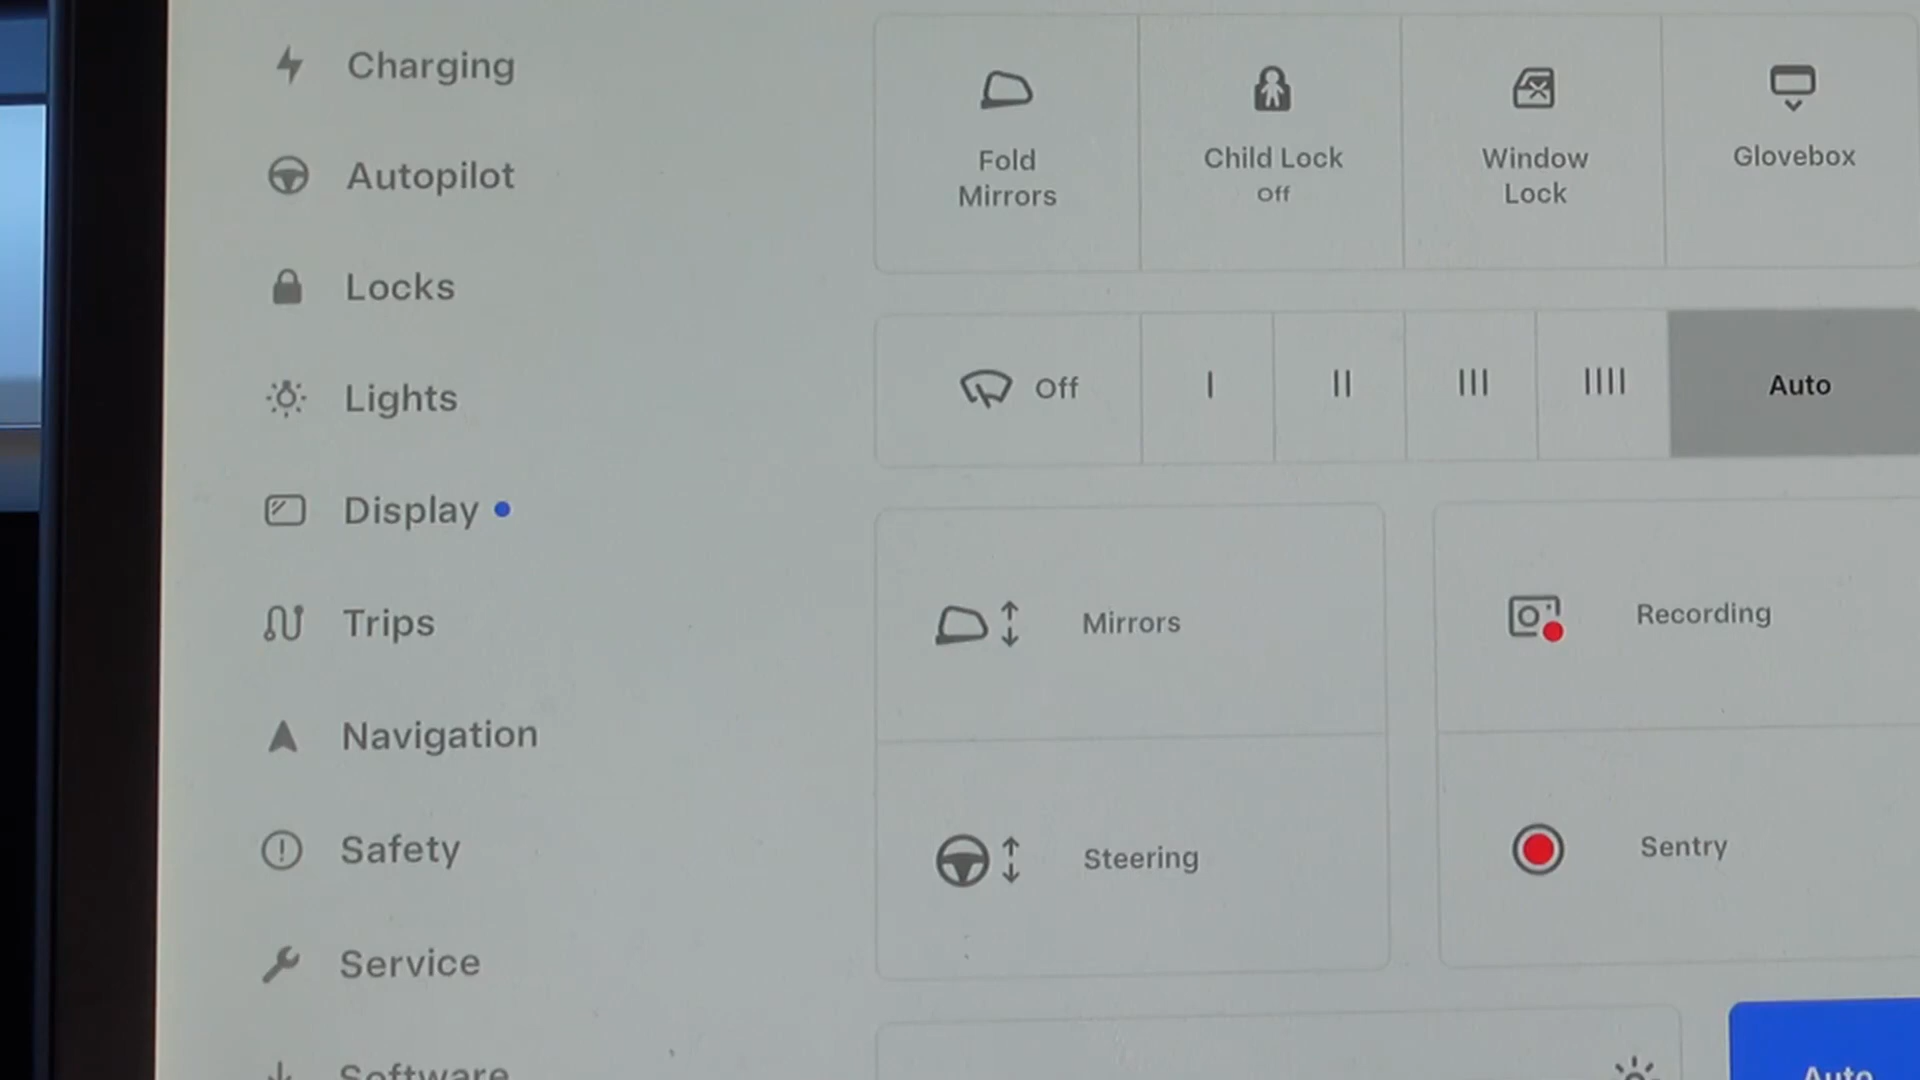 Charging
Autopilot
Locks
Lights
Display
Trips
Navigation
Safety
Service
Software
Fold
Mirrors
Child Lock
Off
Window
Lock
Glovebox
Off
I
II
III
IIII
Auto
Mirrors
Recording
Steering
Sentry
Auto